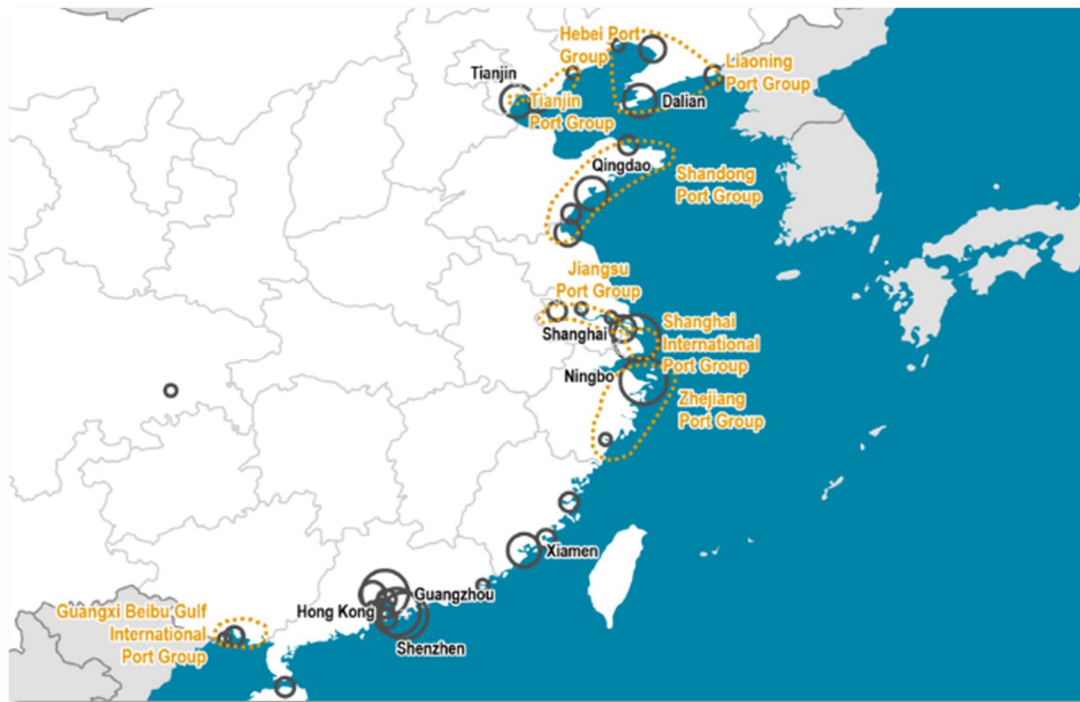 Hebei Port
Group
Tianjin
Liaoning
Port Group
Tianjin
Port Group
Dalian
Qingdao
Shandong
Port Group
Jiangsu
Port Group
Shanghai
Shanghai
International
Port Group
Ningbo
Zhejiang
Port Group
Xiamen
Guangzhou
Hong Kong
Shenzhen
Guangxi Beibu Gulf
International
Port Group